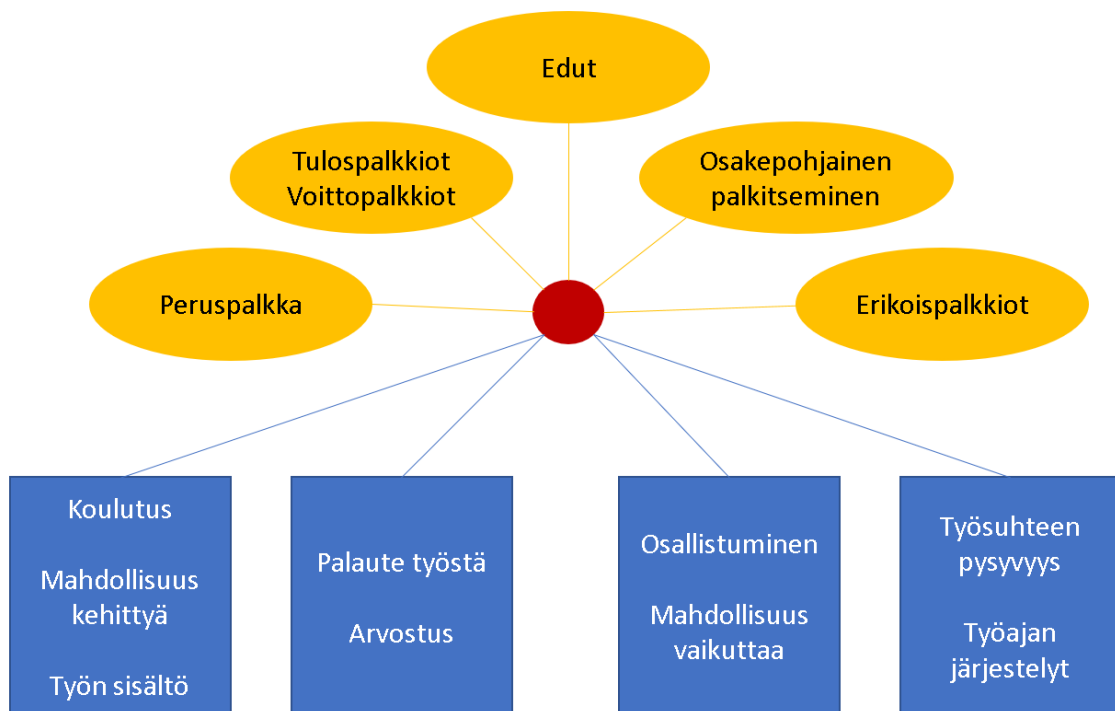 Edut
Tulospalkkiot
Voittopalkkiot
Osakepohjainen
palkitseminen
Peruspalkka
Erikoispalkkiot
Koulutus
Mahdollisuus
kehittyä
Työn sisältö
Palaute työstä
Arvostus
Osallistuminen
Mahdollisuus
vaikuttaa
Työsuhteen
pysyvyys
Työajan
järjestelyt